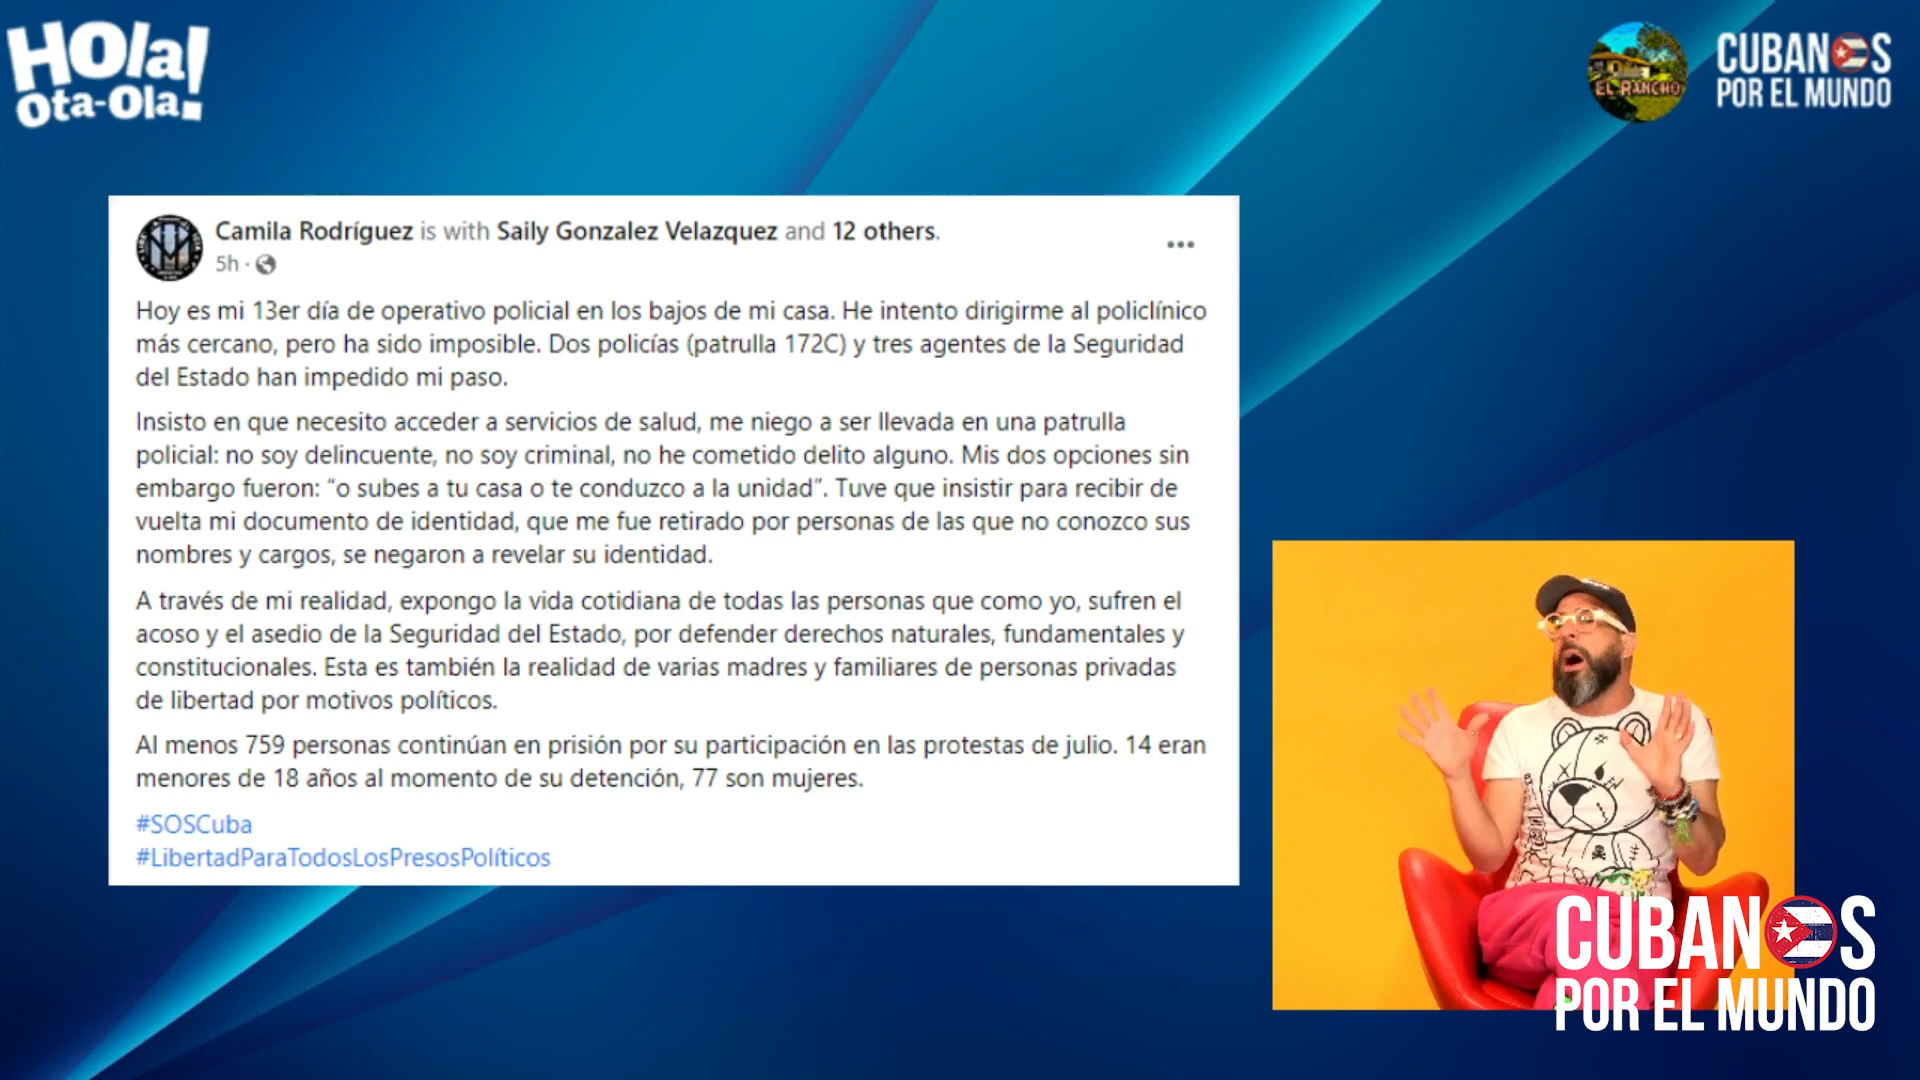 Hola!
Ota-Ola!
EL RANCHO
CUBANOS
POR EL MUNDO
Camila Rodríguez is with Saily Gonzalez Velazquez and 12 others.
5h ·
Hoy es mi 13er día de operativo policial en los bajos de mi casa. He intento dirigirme al policlínico
más cercano, pero ha sido imposible. Dos policías (patrulla 172C) y tres agentes de la Seguridad
del Estado han impedido mi paso.
Insisto en que necesito acceder a servicios de salud, me niego a ser llevada en una patrulla
policial: no soy delincuente, no soy criminal, no he cometido delito alguno. Mis dos opciones sin
embargo fueron: “o subes a tu casa o te conduzco a la unidad”. Tuve que insistir para recibir de
vuelta mi documento de identidad, que me fue retirado por personas de las que no conozco sus
nombres y cargos, se negaron a revelar su identidad.
A través de mi realidad, expongo la vida cotidiana de todas las personas que como yo, sufren el
acoso y el asedio de la Seguridad del Estado, por defender derechos naturales, fundamentales y
constitucionales. Esta es también la realidad de varias madres y familiares de personas privadas
de libertad por motivos políticos.
Al menos 759 personas continúan en prisión por su participación en las protestas de julio. 14 eran
menores de 18 años al momento de su detención, 77 son mujeres.
#SOSCuba
#LibertadParaTodosLosPresosPolíticos
CUBANOS
POR EL MUNDO